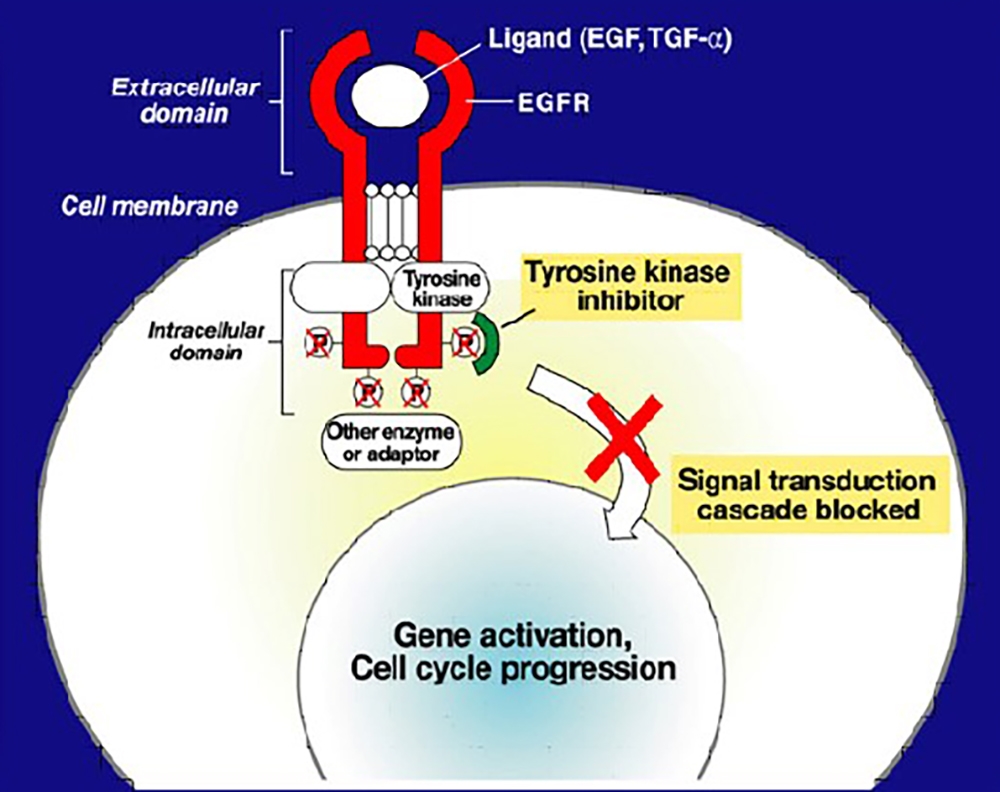 Ligand (EGF, TGF-α)
Extracellular
domain
EGFR
Cell membrane
Tyrosine
kinase
Tyrosine kinase
inhibitor
Intracellular
domain
P
P
P
P
Other enzyme
or adaptor
Signal transduction
cascade blocked
Gene activation,
Cell cycle progression